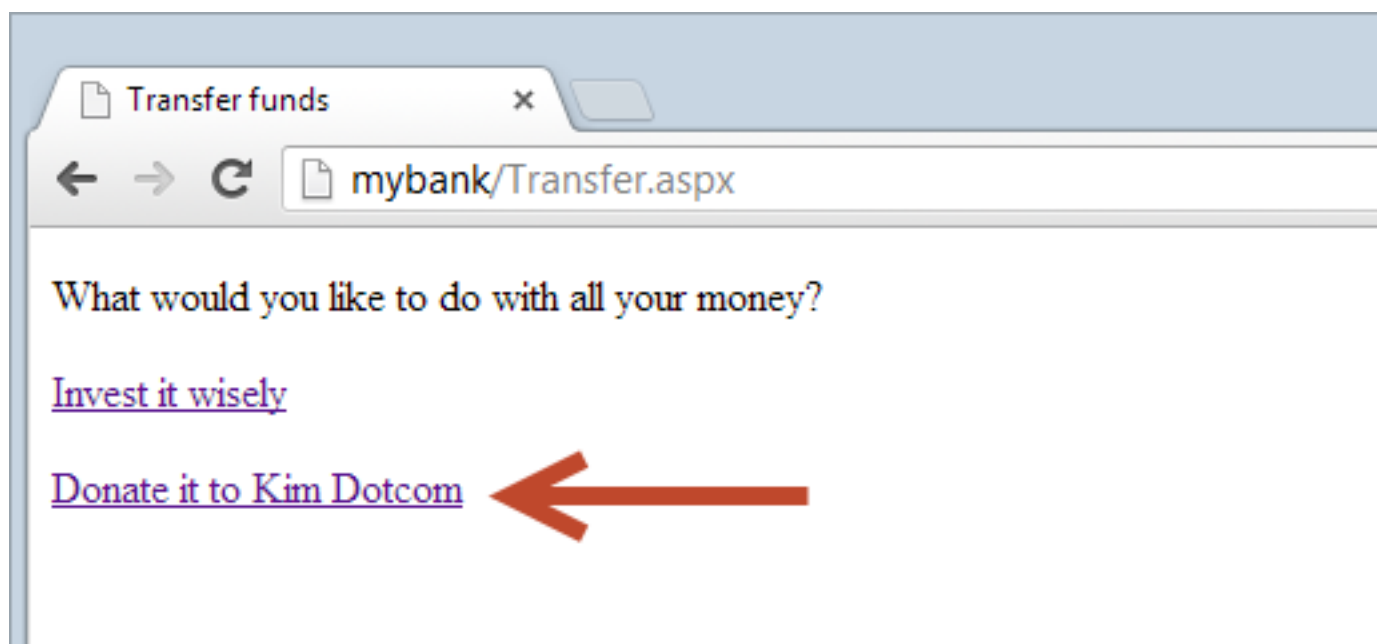 Transfer funds
mybank/Transfer.aspx
What would you like to do with all your money?
Invest it wisely
Donate it to Kim Dotcom